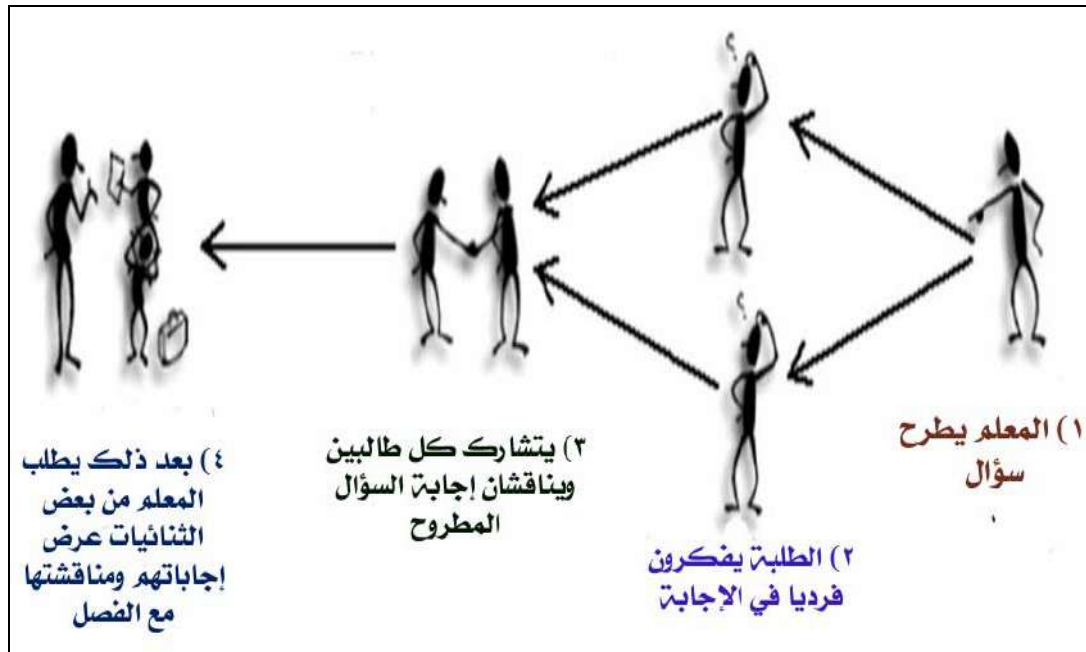 ١) المعلم يطرح
سؤال
٢) الطلبة يفكرون
فرديا في الإجابة
٣) يتشارك كل طالبين
ويناقشان إجابة السؤال
المطروح
٤) بعد ذلك يطلب
المعلم من بعض
الثنائيات عرض
إجاباتهم ومناقشتها
مع الفصل
؟
؟